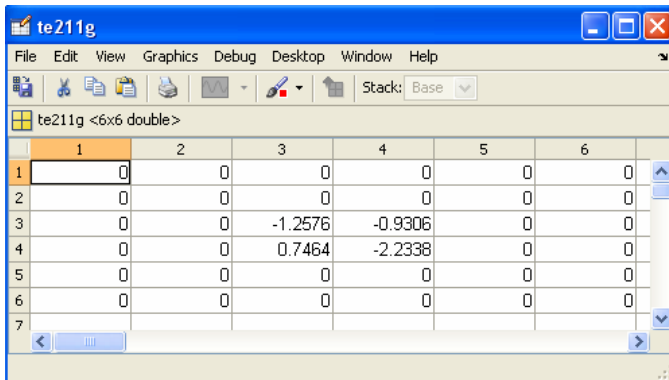 te211g
File Edit View Graphics Debug Desktop Window Help
Stack: Base
te211g <6x6 double>
1 2 3 4 5 6
1 0 0 0 0 0 0
2 0 0 0 0 0 0
3 0 0 -1.2576 -0.9306 0 0
4 0 0 0.7464 -2.2338 0 0
5 0 0 0 0 0 0
6 0 0 0 0 0 0
7